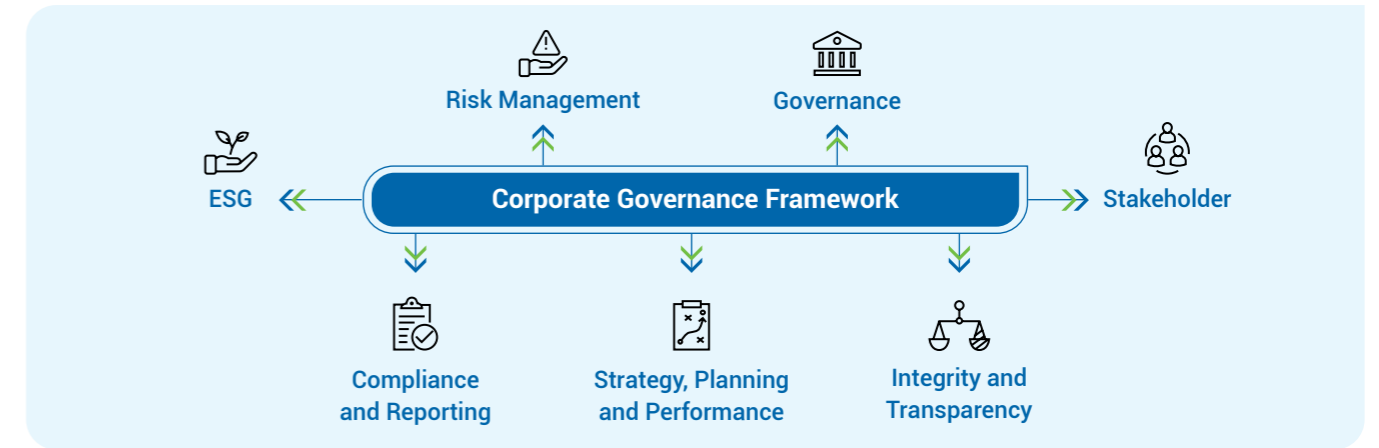 Risk Management
Governance
ESG
Corporate Governance Framework
Stakeholder
Compliance
and Reporting
Strategy, Planning
and Performance
Integrity and
Transparency